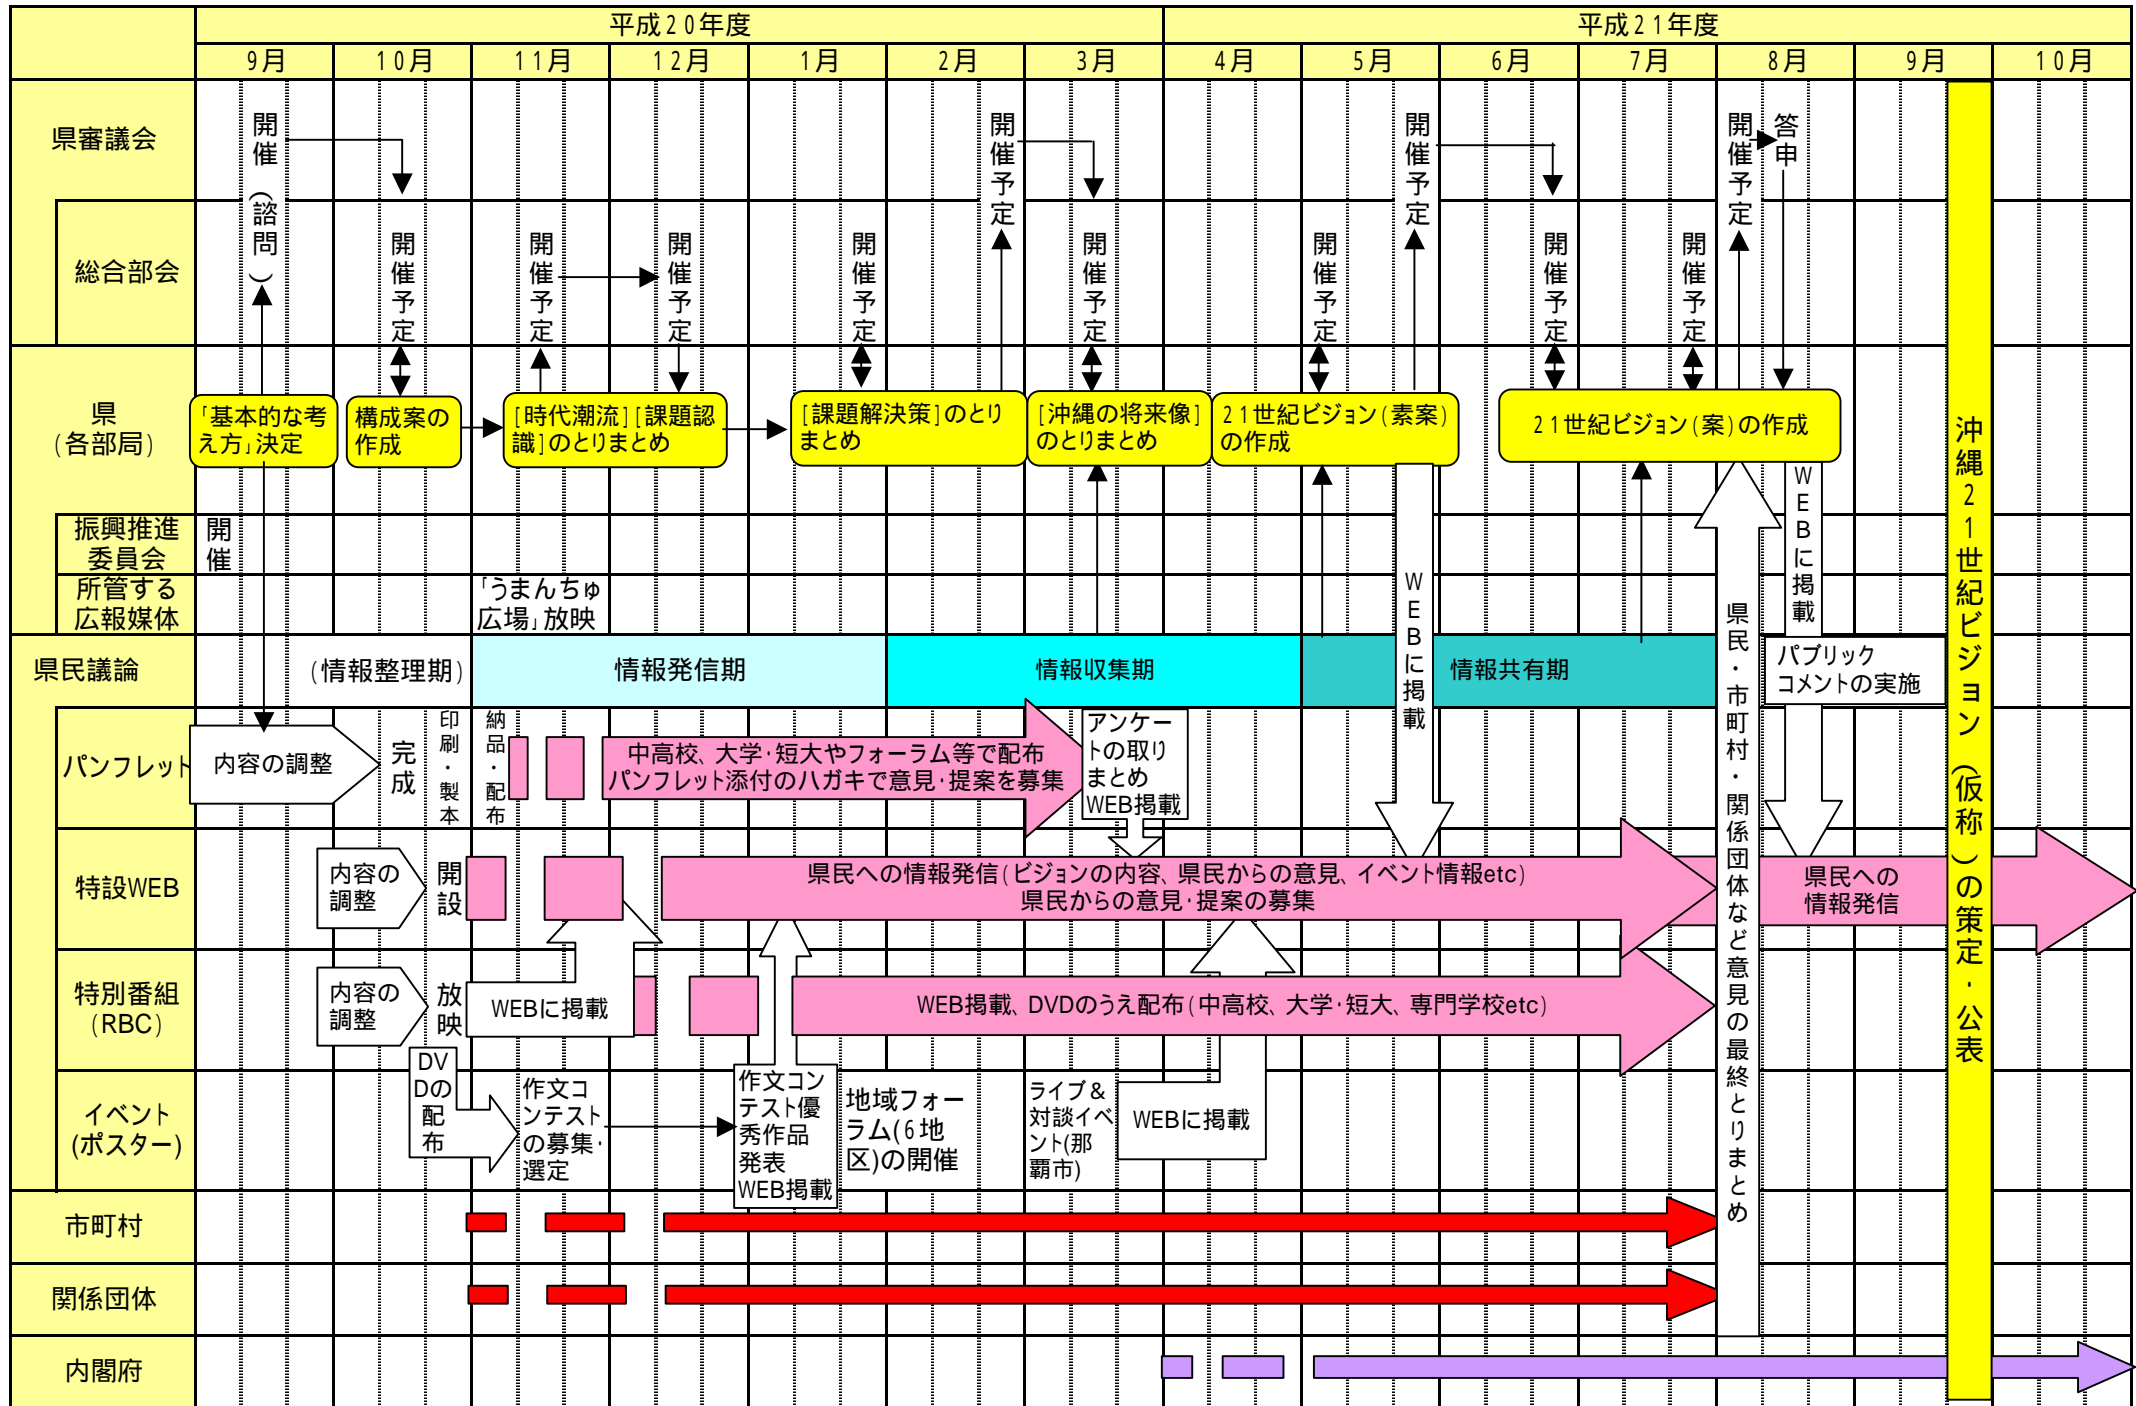 平成20年度
平成21年度
9月
10月
11月
12月
1月
2月
3月
4月
5月
6月
7月
8月
9月
10月
県審議会
開催(諮問)
開催予定
開催予定
開催予定
答申
総合部会
開催予定
開催予定
開催予定
開催予定
開催予定
開催予定
開催予定
開催予定
県
(各部局)
「基本的な考
え方」決定
構成案の
作成
[時代潮流][課題認
識]のとりまとめ
[課題解決策]のとり
まとめ
[沖縄の将来像]
のとりまとめ
21世紀ビジョン(素案)
の作成
21世紀ビジョン(案)の作成
沖縄21世紀ビジョン(仮称)の策定・公表
WEBに掲載
WEBに掲載
県民・市町村・関係団体など意見の最終とりまとめ
振興推進
委員会
開
催
所管する
広報媒体
「うまんちゅ
広場」放映
県民議論
(情報整理期)
情報発信期
情報収集期
情報共有期
パブリック
コメントの実施
パンフレット
内容の調整
完成
印刷・製本
納品・配布
中高校、大学・短大やフォーラム等で配布
パンフレット添付のハガキで意見・提案を募集
アンケー
トの取り
まとめ
WEB掲載
特設WEB
内容の
調整
開設
県民への情報発信(ビジョンの内容、県民からの意見、イベント情報etc)
県民からの意見・提案の募集
県民への
情報発信
特別番組
(RBC)
内容の
調整
放映
WEBに掲載
WEB掲載、DVDのうえ配布(中高校、大学・短大、専門学校etc)
イベント
(ポスター)
DV
Dの
配
布
作文コ
ンテスト
の募集・
選定
作文コン
テスト優
秀作品
発表
WEB掲載
地域フォー
ラム(6地
区)の開催
ライブ&
対談イベ
ント(那
覇市)
WEBに掲載
市町村
関係団体
内閣府